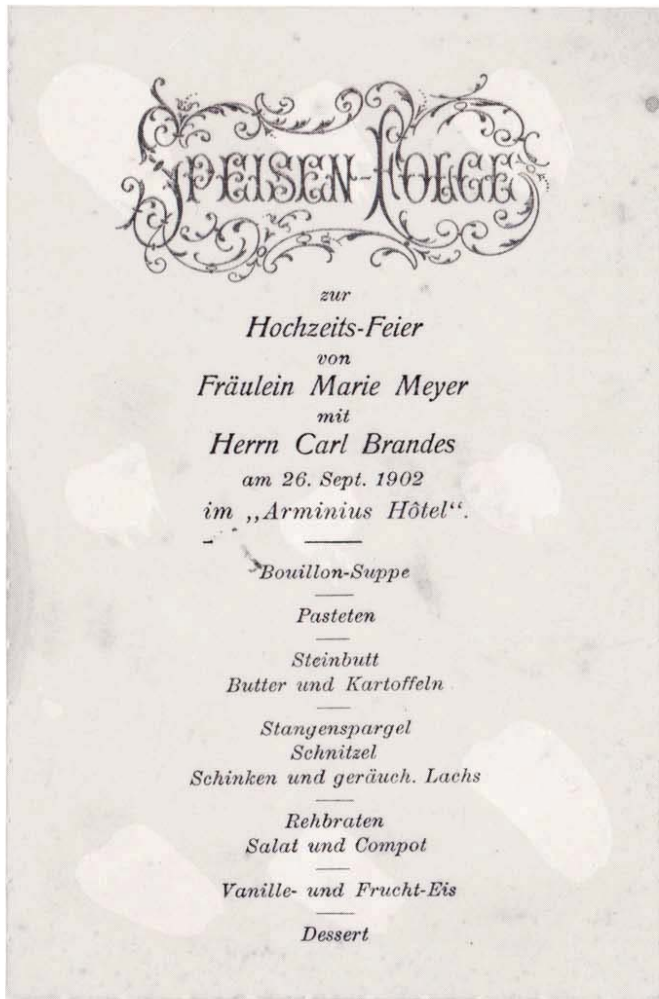 SPEISEN-FOLGE
zur
Hochzeits-Feier
von
Fräulein Marie Meyer
mit
Herrn Carl Brandes
am 26. Sept. 1902
im „Arminius Hôtel“.
Bouillon-Suppe
Pasteten
Steinbutt
Butter und Kartoffeln
Stangenspargel
Schnitzel
Schinken und geräuch. Lachs
Rehbraten
Salat und Compot
Vanille- und Frucht-Eis
Dessert